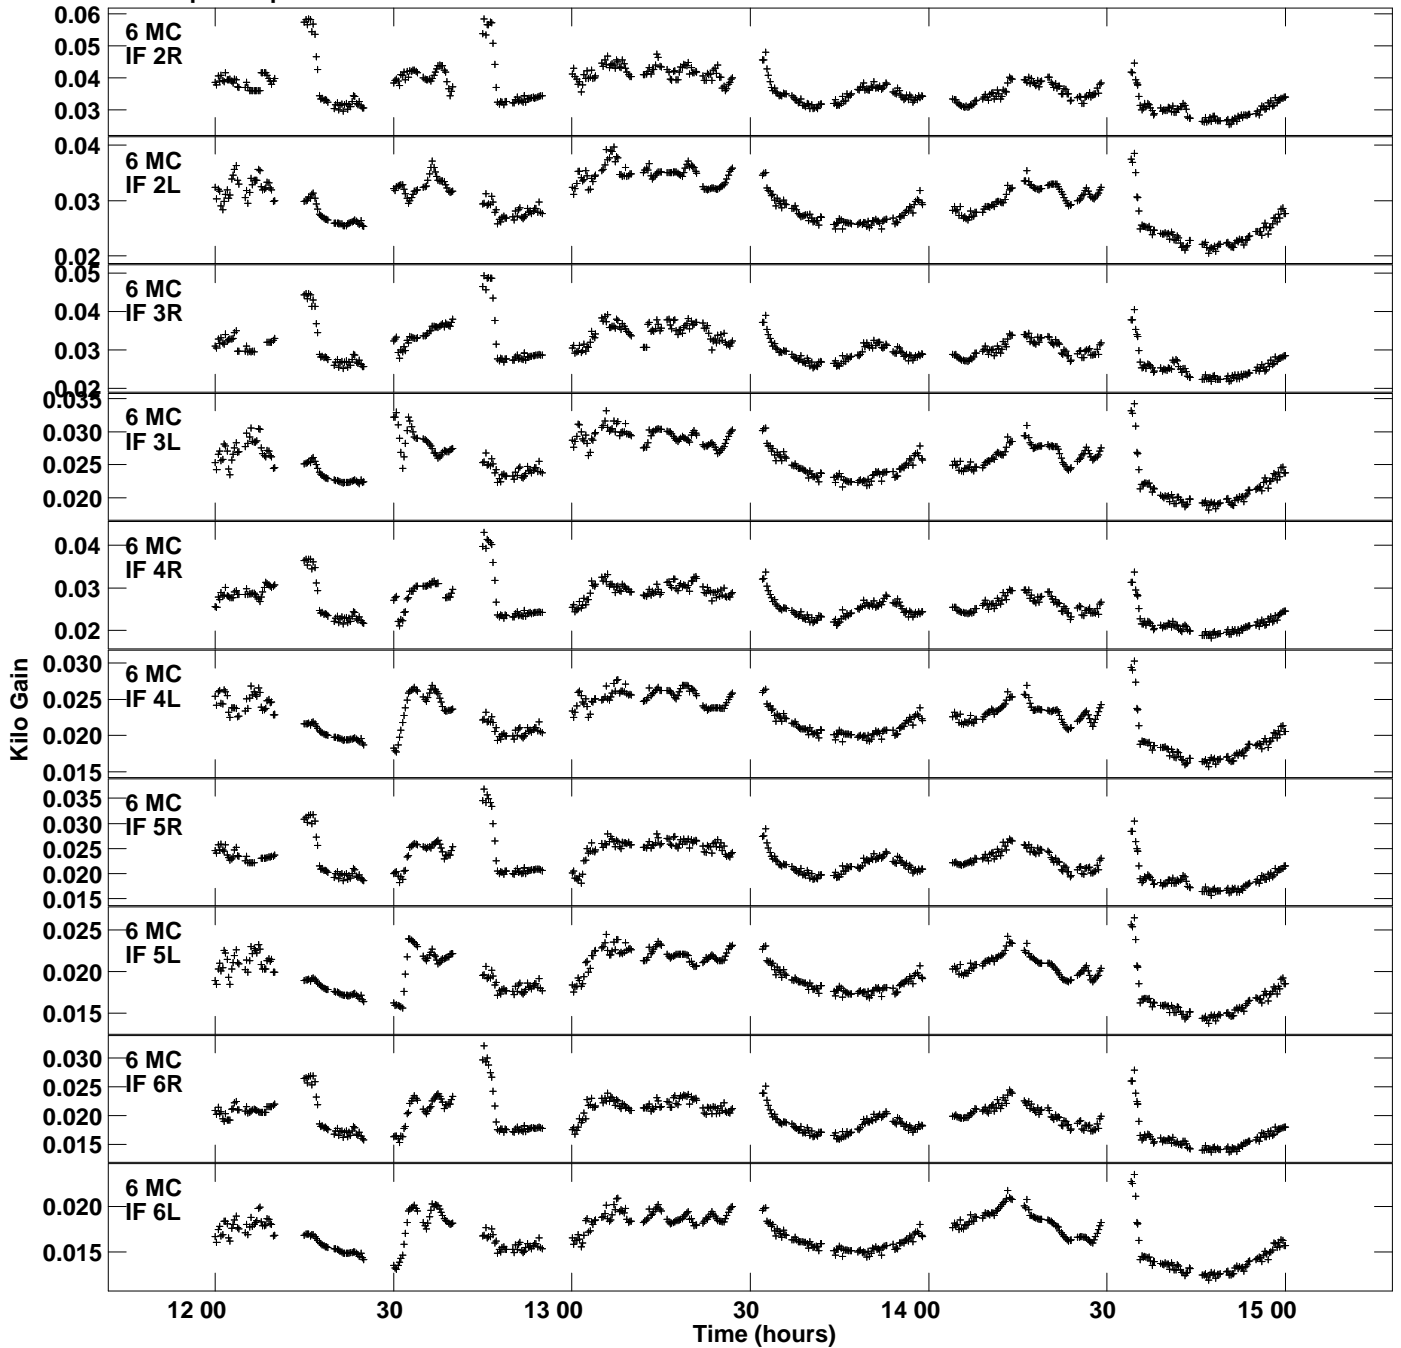 0.06
0.05
0.04
0.03
6 MC
IF 2R
0.04
0.03
0.02
6 MC
IF 2L
0.05
0.04
0.03
0.02
6 MC
IF 3R
0.035
0.030
0.025
0.020
6 MC
IF 3L
0.04
0.03
0.02
6 MC
IF 4R
0.030
0.025
0.020
0.015
6 MC
IF 4L
0.035
0.030
0.025
0.020
0.015
6 MC
IF 5R
0.025
0.020
0.015
6 MC
IF 5L
0.030
0.025
0.020
0.015
6 MC
IF 6R
0.020
0.015
6 MC
IF 6L
Kilo Gain
12 00 30 13 00 30 14 00 30 15 00
Time (hours)